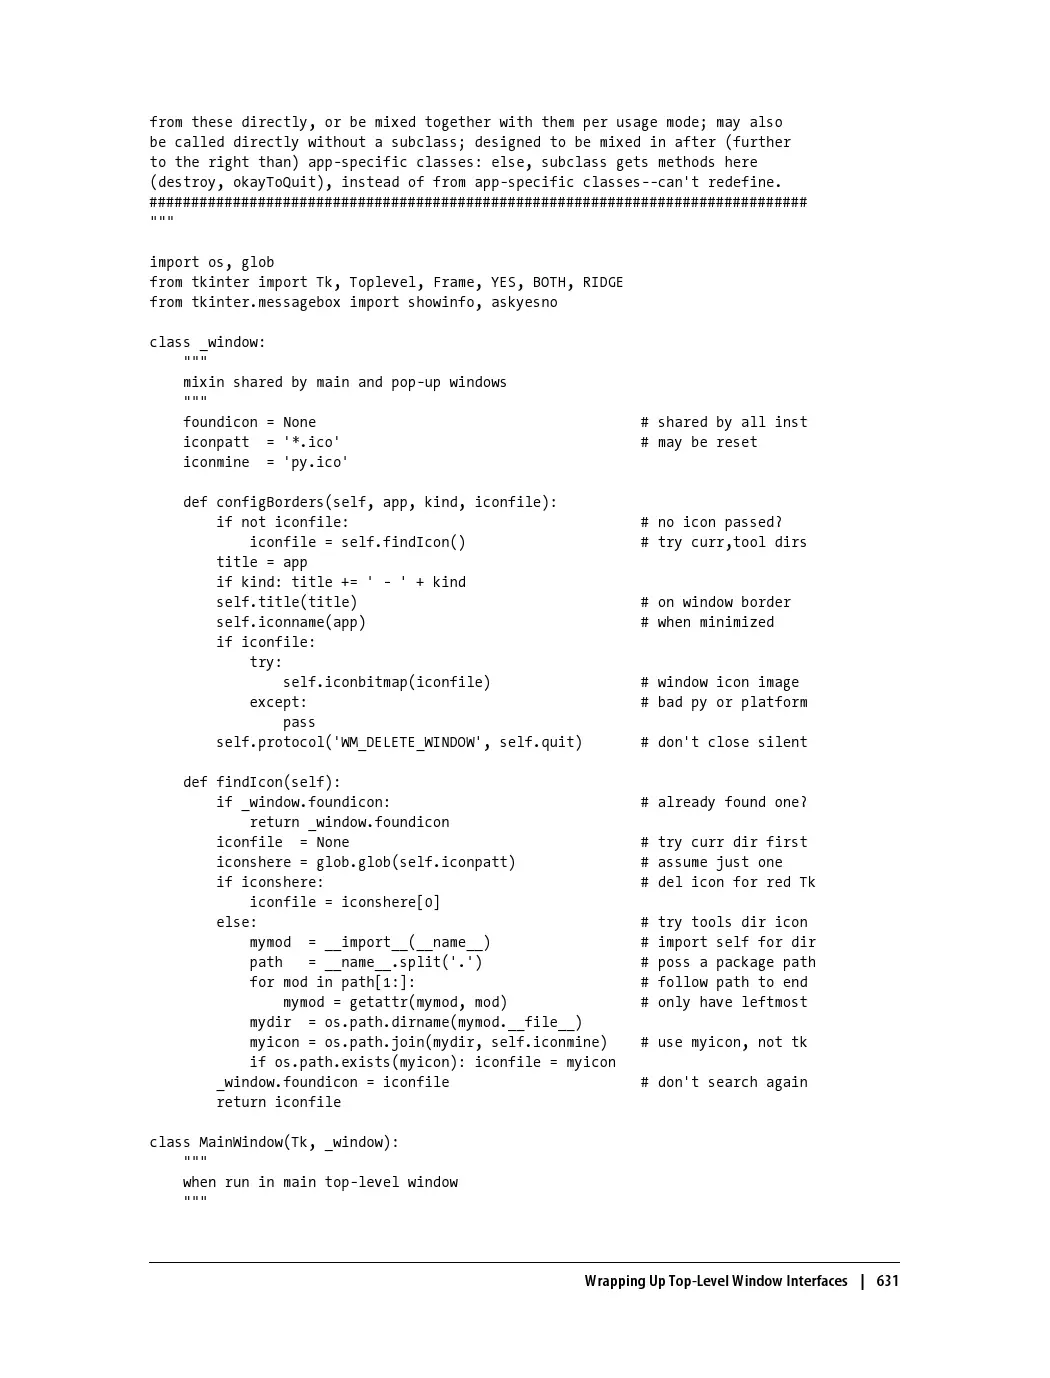 from these directly, or be mixed together with them per usage mode; may also
be called directly without a subclass; designed to be mixed in after (further
to the right than) app-specific classes: else, subclass gets methods here
(destroy, okayToQuit), instead of from app-specific classes--can't redefine.
###############################################################################
"""

import os, glob
from tkinter import Tk, Toplevel, Frame, YES, BOTH, RIDGE
from tkinter.messagebox import showinfo, askyesno

class _window:
    """
    mixin shared by main and pop-up windows
    """
    foundicon = None                                       # shared by all inst
    iconpatt  = '*.ico'                                    # may be reset
    iconmine  = 'py.ico'

    def configBorders(self, app, kind, iconfile):
        if not iconfile:                                   # no icon passed?
            iconfile = self.findIcon()                     # try curr,tool dirs
        title = app
        if kind: title += ' - ' + kind
        self.title(title)                                  # on window border
        self.iconname(app)                                 # when minimized
        if iconfile:
            try:
                self.iconbitmap(iconfile)                  # window icon image
            except:                                        # bad py or platform
                pass
        self.protocol('WM_DELETE_WINDOW', self.quit)       # don't close silent

    def findIcon(self):
        if _window.foundicon:                              # already found one?
            return _window.foundicon
        iconfile  = None                                   # try curr dir first
        iconshere = glob.glob(self.iconpatt)               # assume just one
        if iconshere:                                      # del icon for red Tk
            iconfile = iconshere[0]
        else:                                              # try tools dir icon
            mymod  = __import__(__name__)                  # import self for dir
            path   = __name__.split('.')                   # poss a package path
            for mod in path[1:]:                           # follow path to end
                mymod = getattr(mymod, mod)                # only have leftmost
            mydir  = os.path.dirname(mymod.__file__)
            myicon = os.path.join(mydir, self.iconmine)    # use myicon, not tk
            if os.path.exists(myicon): iconfile = myicon
        _window.foundicon = iconfile                       # don't search again
        return iconfile

class MainWindow(Tk, _window):
    """
    when run in main top-level window
    """

Wrapping Up Top-Level Window Interfaces | 631